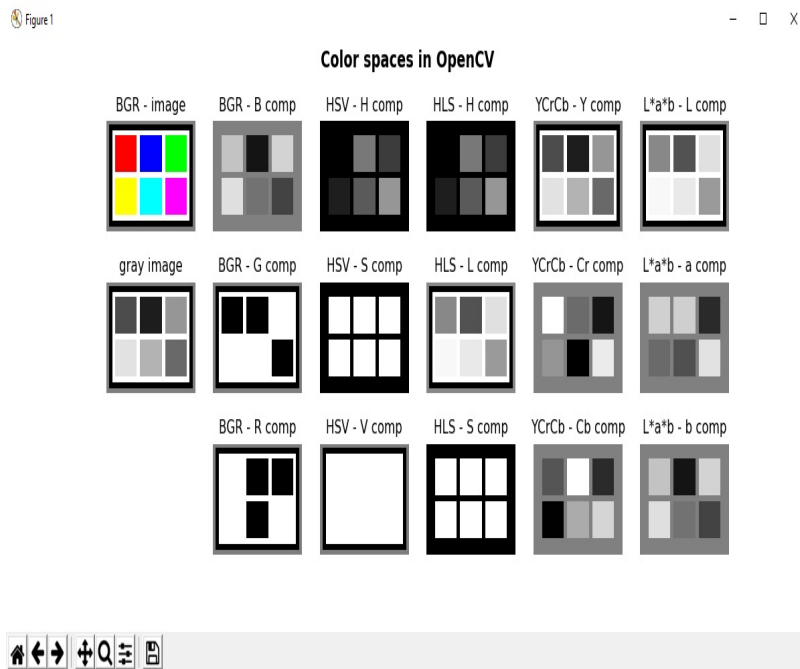 Figure 1
Color spaces in OpenCV
BGR - image
BGR - B comp
HSV - H comp
HLS - H comp
YCrCb - Y comp
L*a*b - L comp
gray image
BGR - G comp
HSV - S comp
HLS - L comp
YCrCb - Cr comp
L*a*b - a comp
BGR - R comp
HSV - V comp
HLS - S comp
YCrCb - Cb comp
L*a*b - b comp